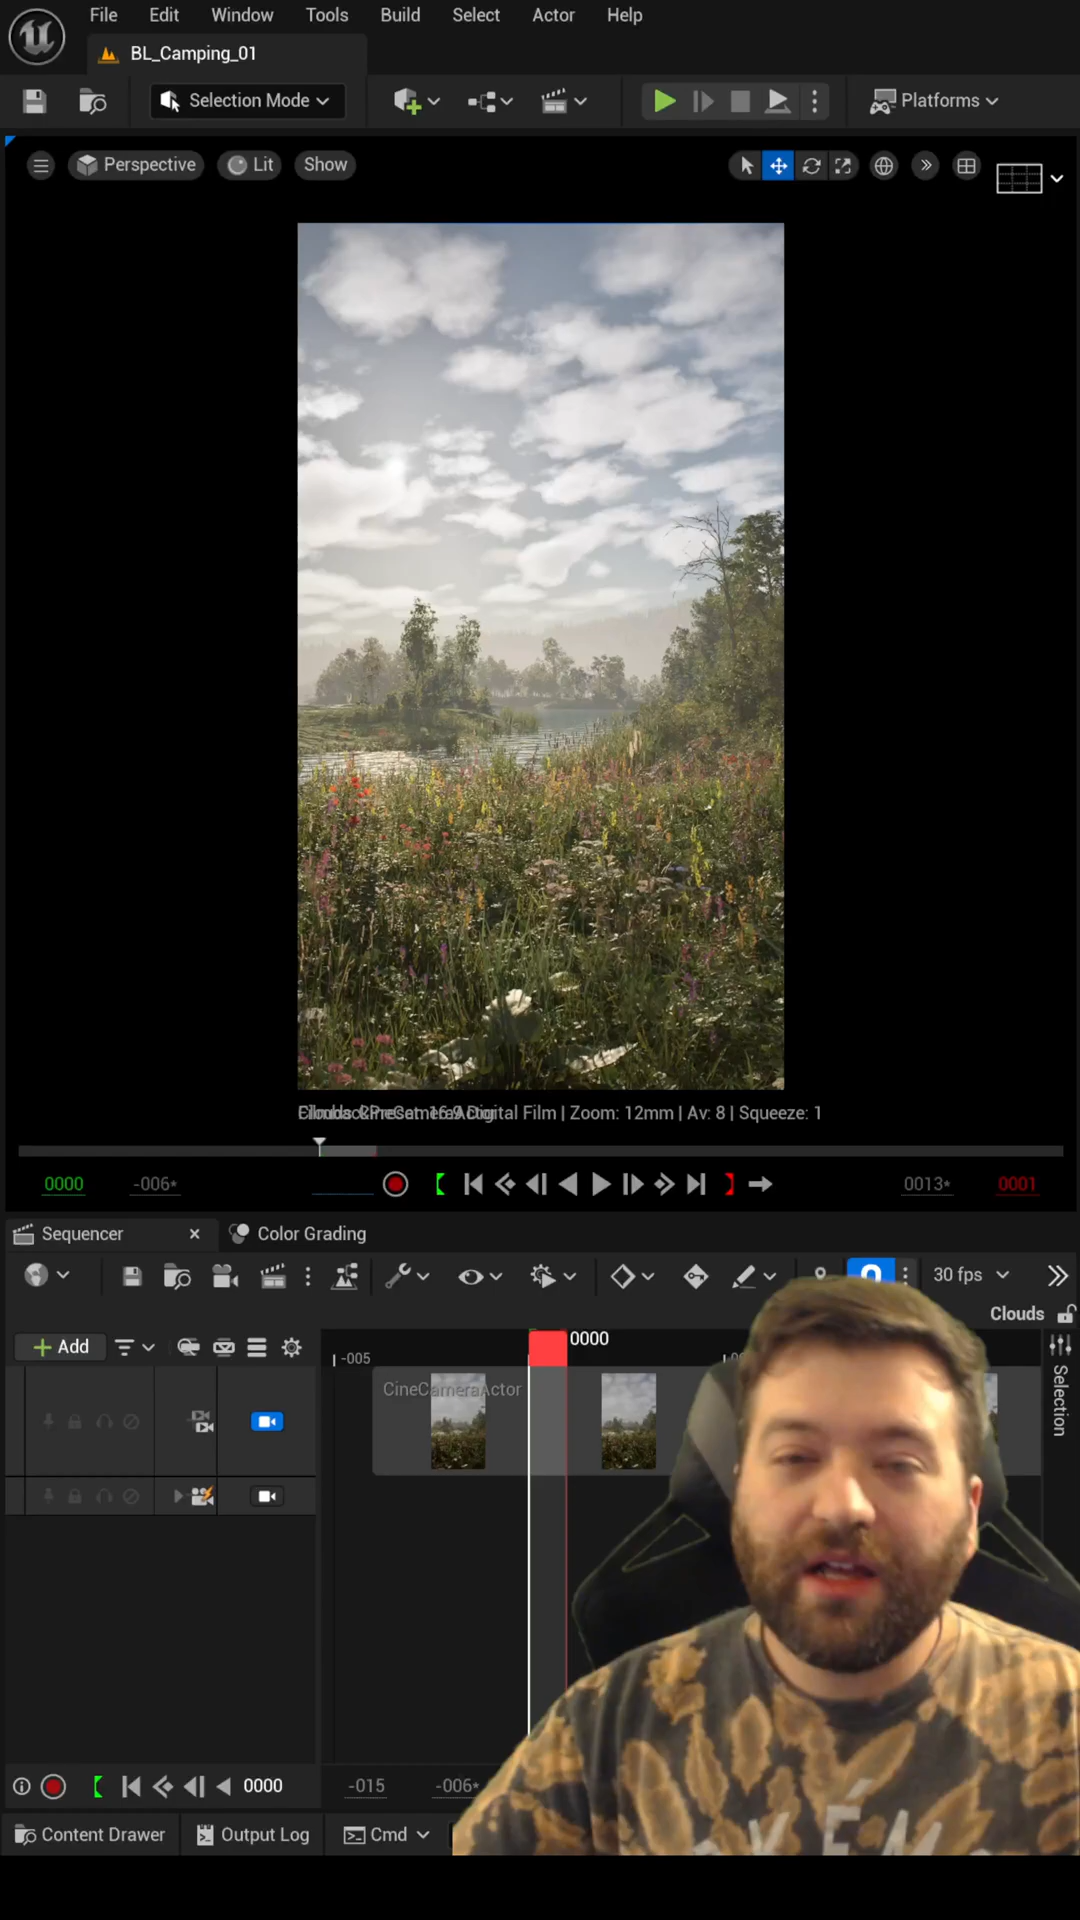 File Edit Window Tools Build Select Actor Help
BL_Camping_01
Selection Mode
Platforms
Perspective Lit Show
Digital Film | Zoom: 12mm | Av: 8 | Squeeze: 1
0000 -006* 0013* 0001
Sequencer Color Grading
30 fps
Clouds
+ Add
0000
-005
CineCameraActor
Selection
0000 -015 -006*
Content Drawer Output Log Cmd